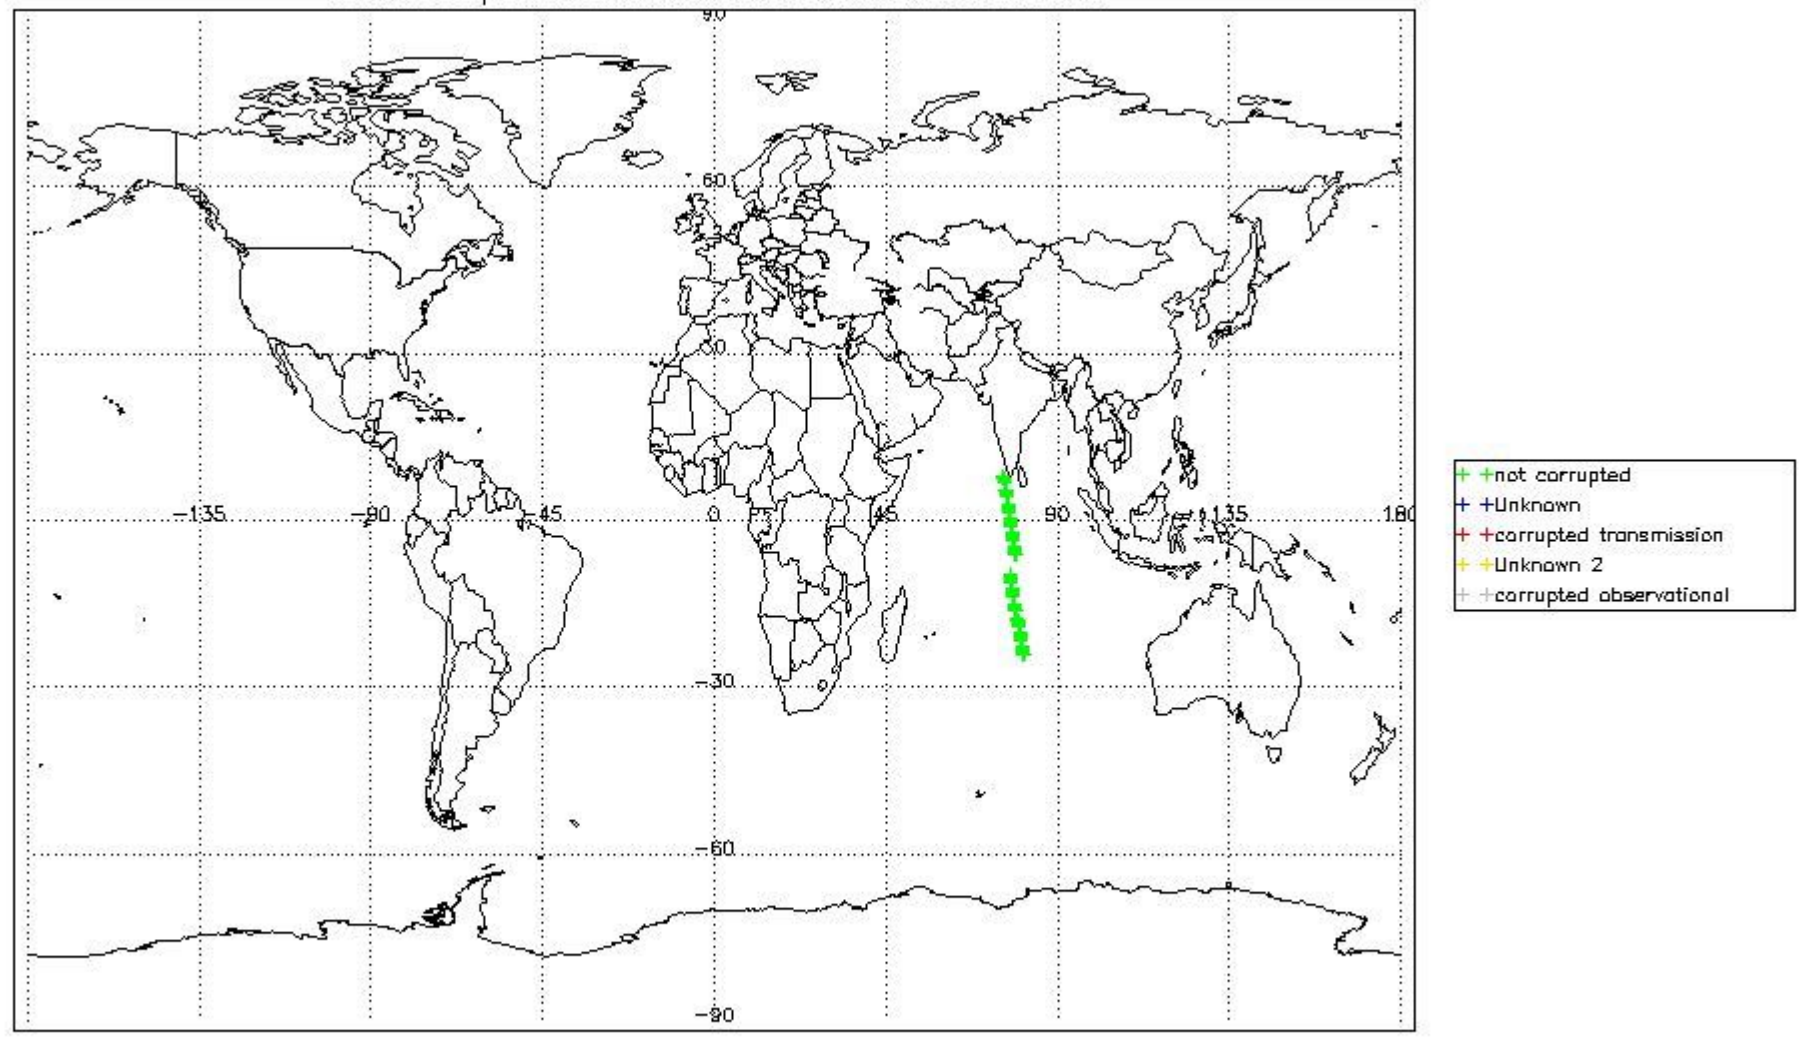 90
60
30
-135 -90 -45 0 45 90 135 180
-30
-60
-90
not corrupted
Unknown
corrupted transmission
Unknown 2
corrupted observational